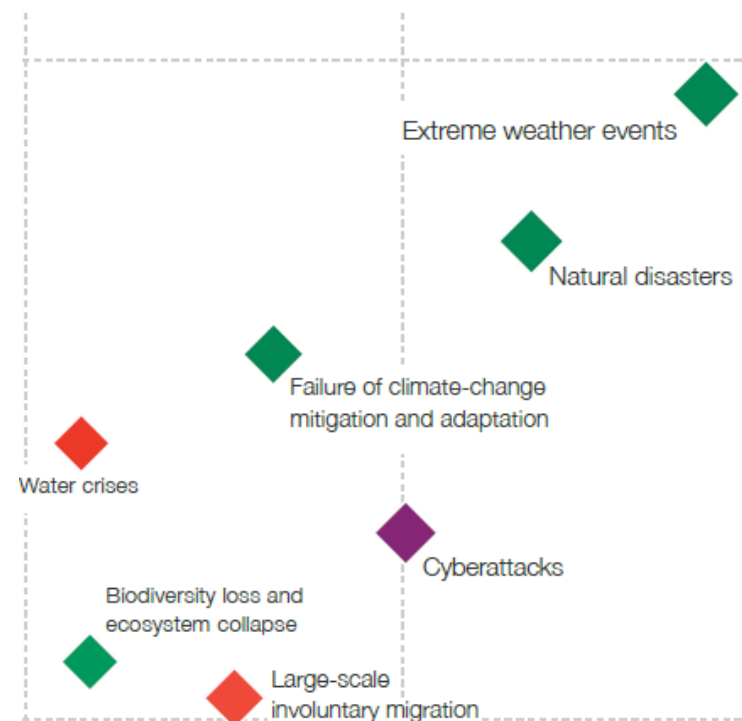 Extreme weather events
Natural disasters
Failure of climate-change
mitigation and adaptation
Water crises
Cyberattacks
Biodiversity loss and
ecosystem collapse
Large-scale
involuntary migration